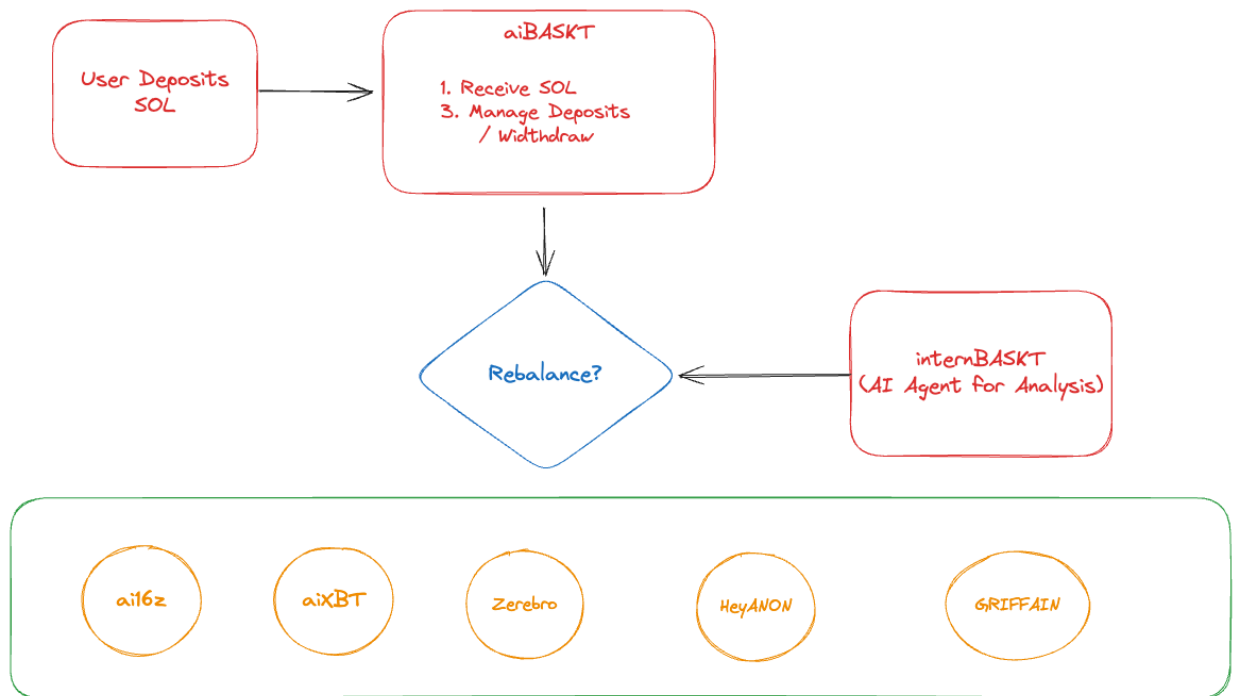 aiBASKT
User Deposits
SOL
1. Receive SOL
3. Manage Deposits
/ Widthdraw
Rebalance?
internBASKT
(AI Agent for Analysis)
ai16z
aiXBT
Zerebro
HeyANON
GRIFFAIN